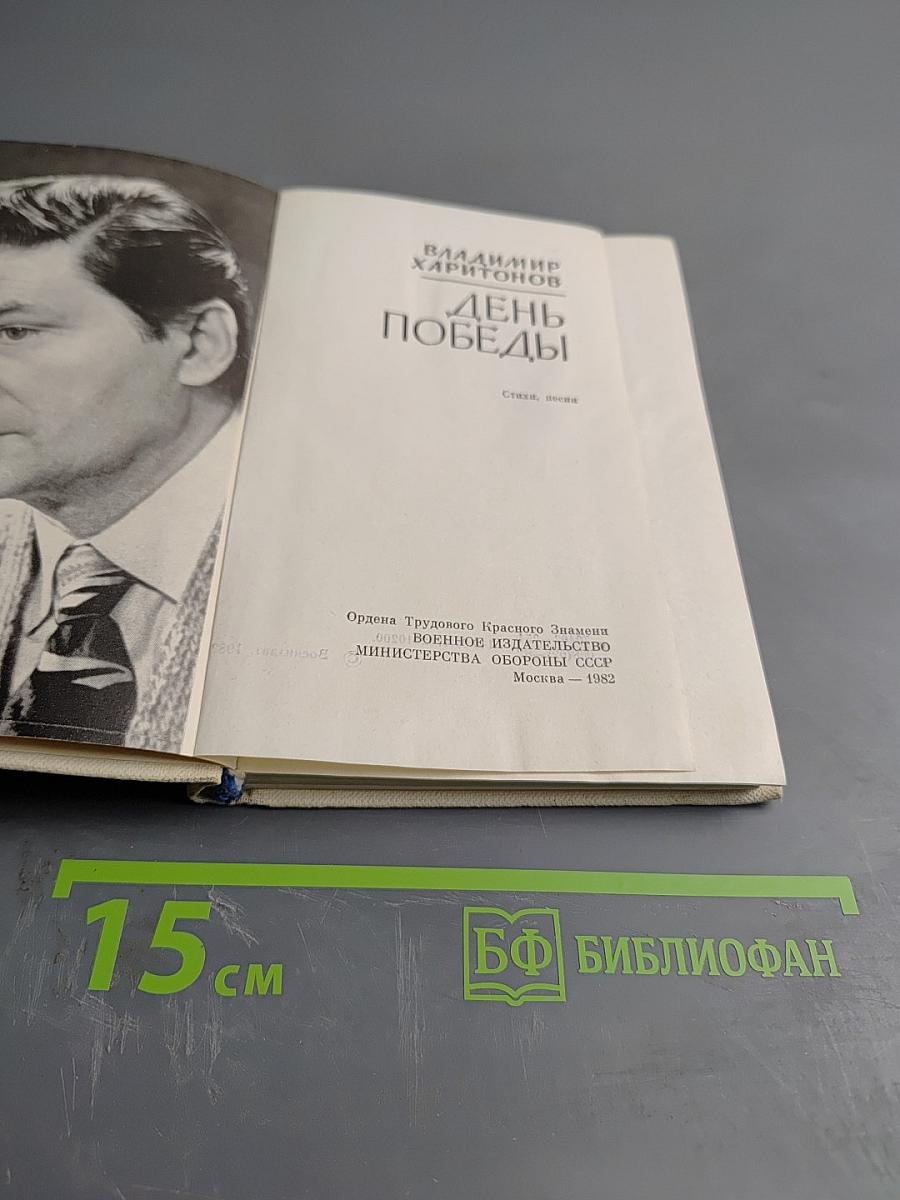 ВЛАДИМИР
ХАРИТОНОВ
ДЕНЬ
ПОБЕДЫ
Стихи, песни
Ордена Трудового Красного Знамени
ВОЕННОЕ ИЗДАТЕЛЬСТВО
МИНИСТЕРСТВА ОБОРОНЫ СССР
Москва — 1982
15 см
БФ БИБЛИОФАН